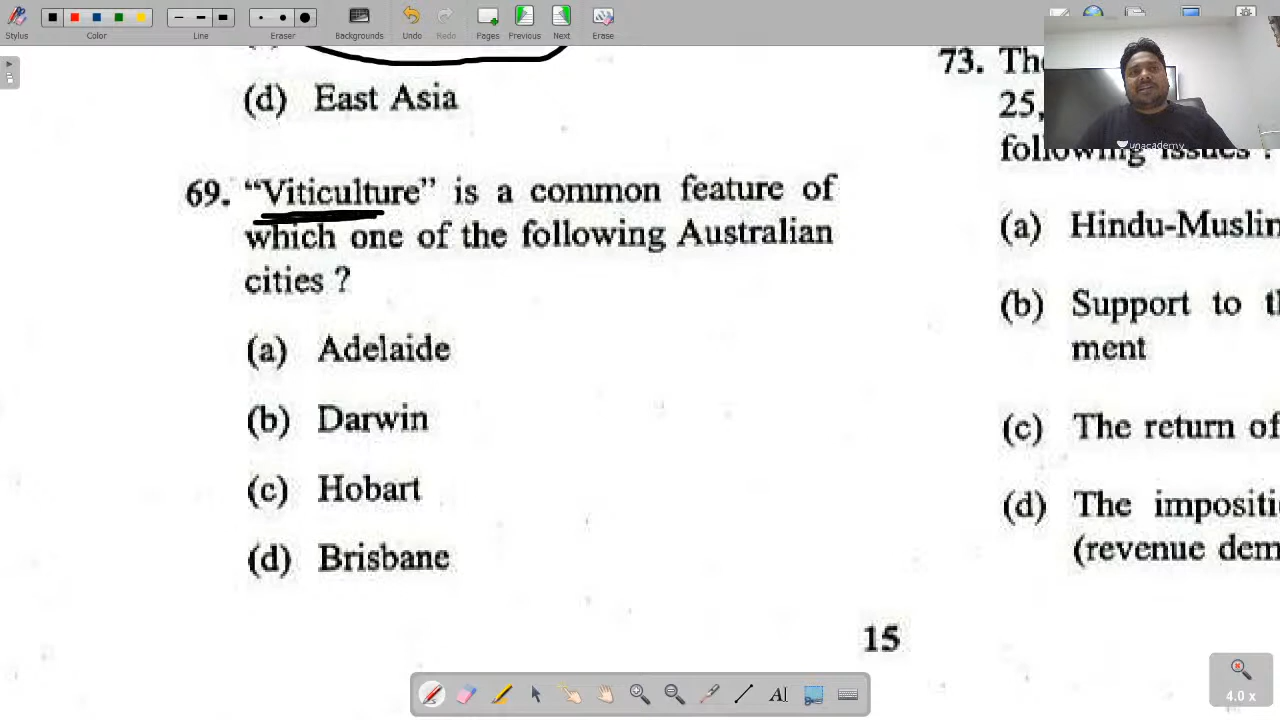 Stylus
Color
Line
Eraser
Backgrounds
Undo
Redo
Pages
Previous
Next
Erase
(d) East Asia
69. “Viticulture” is a common feature of
which one of the following Australian
cities ?
(a) Adelaide
(b) Darwin
(c) Hobart
(d) Brisbane
15
73. Th
25,
following issues ?
(a) Hindu-Muslin
(b) Support to t
ment
(c) The return of
(d) The impositi
(revenue dem
unacademy
4.0 x